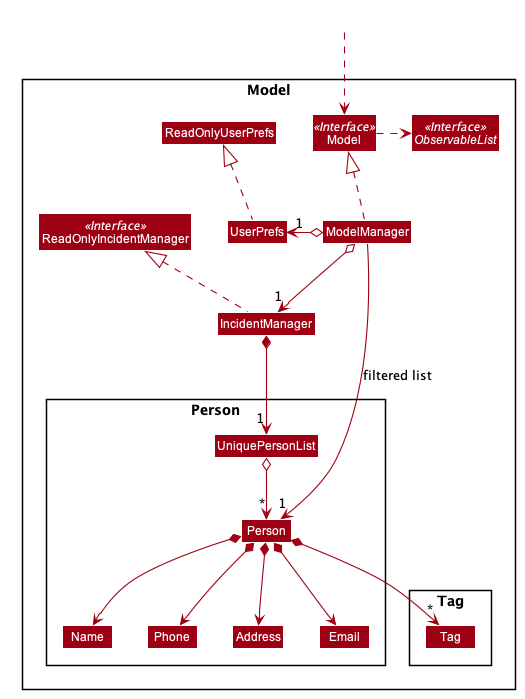 Model
«Interface»
Model
«Interface»
ObservableList
ReadOnlyUserPrefs
«Interface»
ReadOnlyIncidentManager
UserPrefs
1
ModelManager
1
IncidentManager
filtered list
Person
1
UniquePersonList
*
1
Person
Name
Phone
Address
Email
Tag
*
Tag